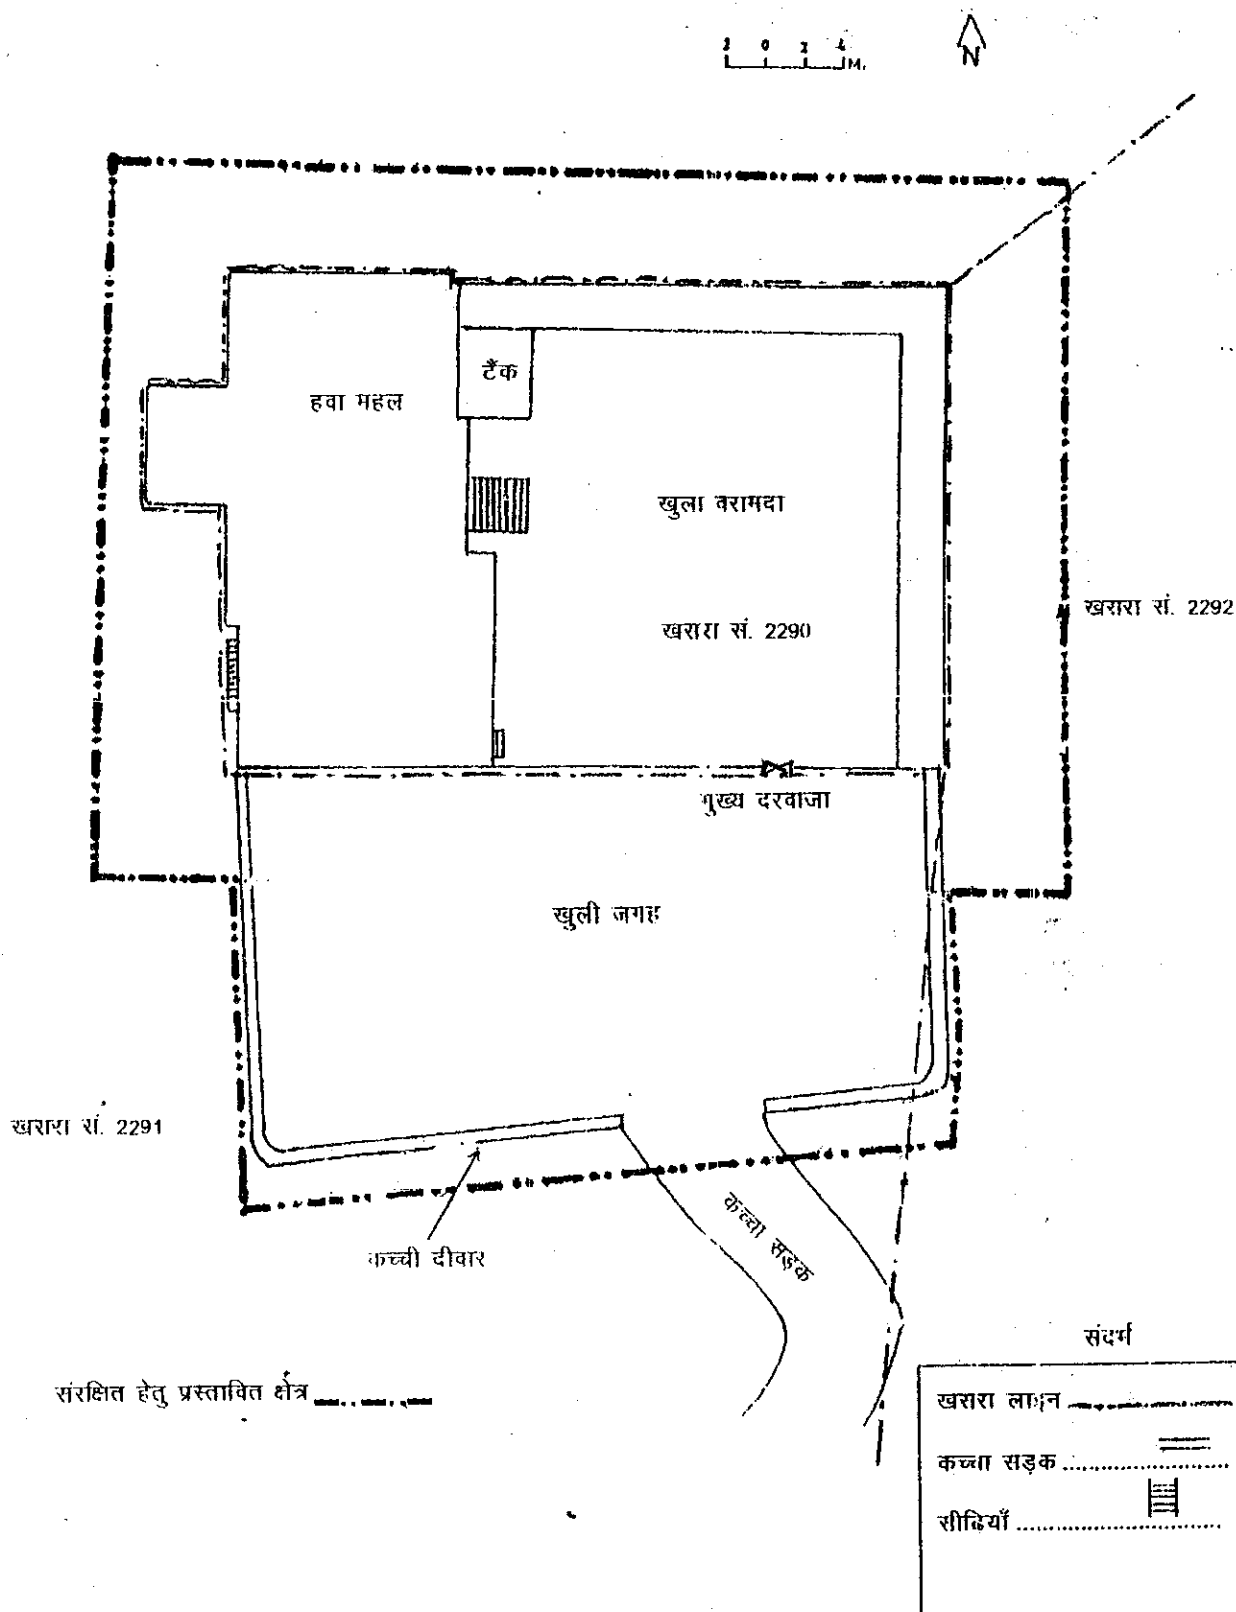 2 0 2 4 M.
N
टैंक
हवा महल
खुला वरामदा
खसरा सं. 2292
खसरा सं. 2290
मुख्य दरवाजा
खुली जगह
खसरा सं. 2291
कच्ची दीवार
कच्चा सड़क
संरक्षित हेतु प्रस्तावित क्षेत्र
संदर्भ
खसरा लाइन
कच्चा सड़क
सीढ़ियाँ